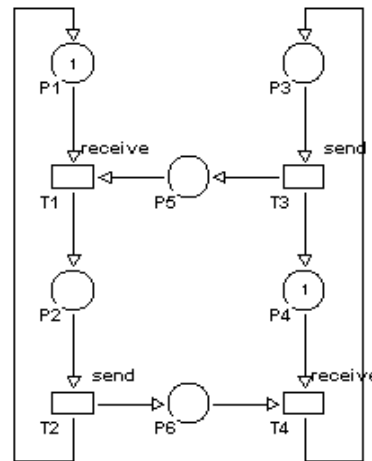 1
P1 P3
receive send
T1 P5 T3
1
P2 P4
send receive
T2 P6 T4